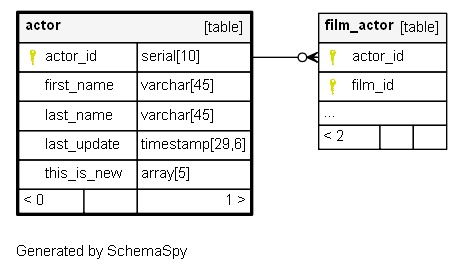 actor [table]
actor_id serial[10]
first_name varchar[45]
last_name varchar[45]
last_update timestamp[29,6]
this_is_new array[5]
< 0 1 >
film_actor [table]
actor_id
film_id
...
< 2
Generated by SchemaSpy